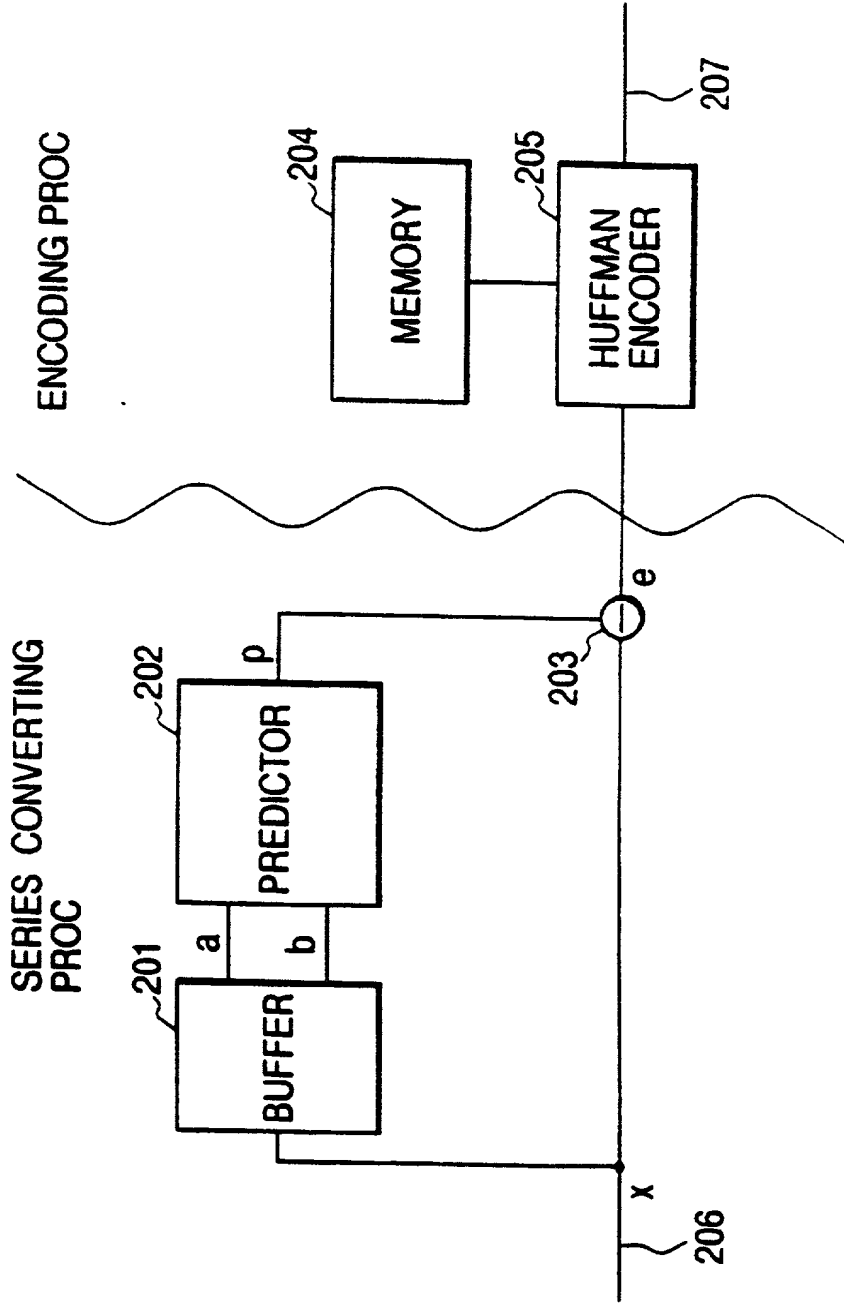 SERIES CONVERTING
PROC
ENCODING PROC
201
BUFFER
a
b
202
PREDICTOR
ρ
203
e
204
MEMORY
205
HUFFMAN
ENCODER
x
206
207